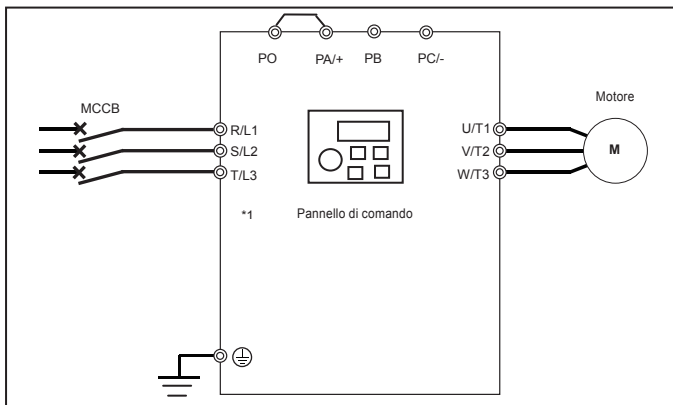 PO PA/+ PB PC/-
MCCB
Motore
R/L1
U/T1
S/L2
V/T2
M
T/L3
W/T3
*1
Pannello di comando